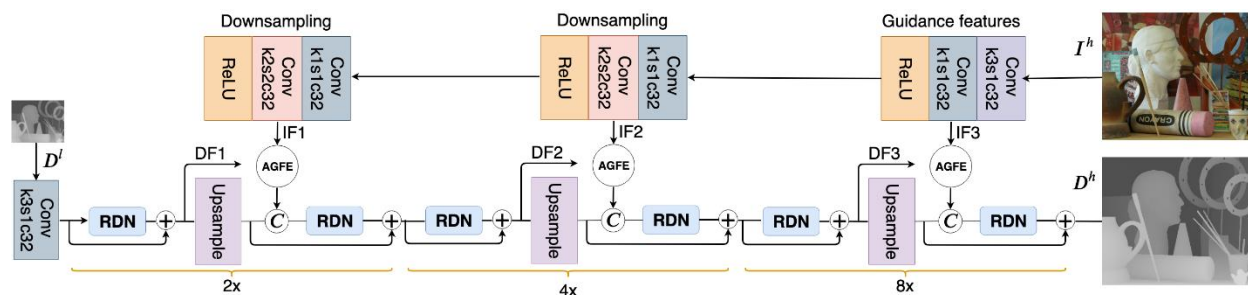 Downsampling
Downsampling
Guidance features
ReLU
Conv
k2s2c32
Conv
k1s1c32
ReLU
Conv
k2s2c32
Conv
k1s1c32
ReLU
Conv
k1s1c32
Conv
k3s1c32
I^h
IF1
IF2
IF3
CRAYON
D^l
DF1
AGFE
DF2
AGFE
DF3
AGFE
D^h
Conv
k3s1c32
RDN
+
Upsample
C
RDN
+
RDN
+
Upsample
C
RDN
+
RDN
+
Upsample
C
RDN
+
2x
4x
8x